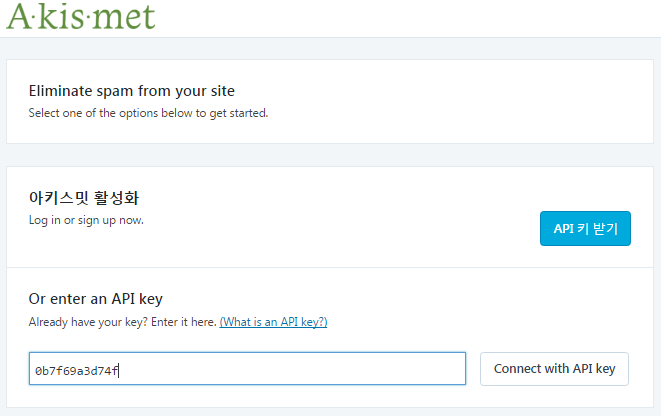 A·kis·met
Eliminate spam from your site
Select one of the options below to get started.
아키스밋 활성화
Log in or sign up now.
API 키 받기
Or enter an API key
Already have your key? Enter it here. (What is an API key?)
0b7f69a3d74f
Connect with API key